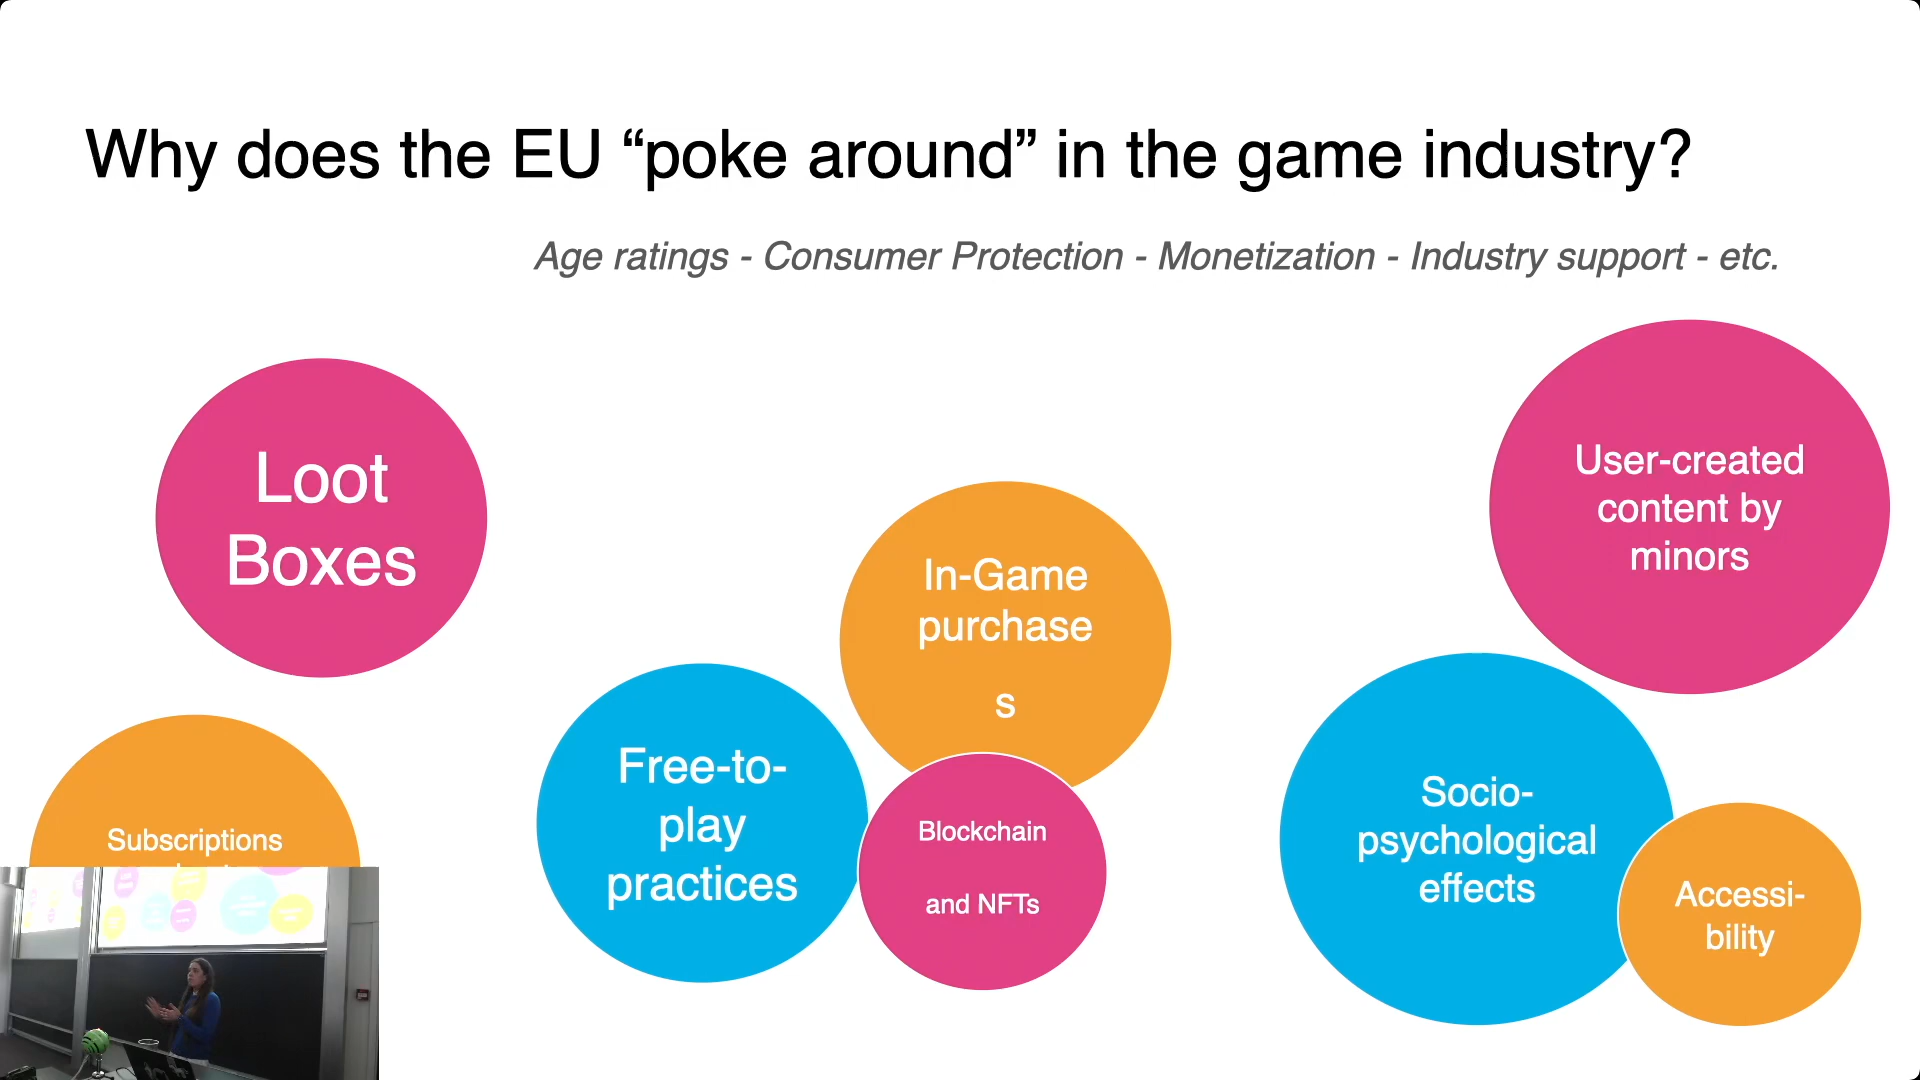 Why does the EU “poke around” in the game industry?
Age ratings - Consumer Protection - Monetization - Industry support - etc.
Loot
Boxes
User-created
content by
minors
In-Game
purchase
s
Free-to-
play
practices
Blockchain
and NFTs
Socio-
psychological
effects
Accessi-
bility
Subscriptions